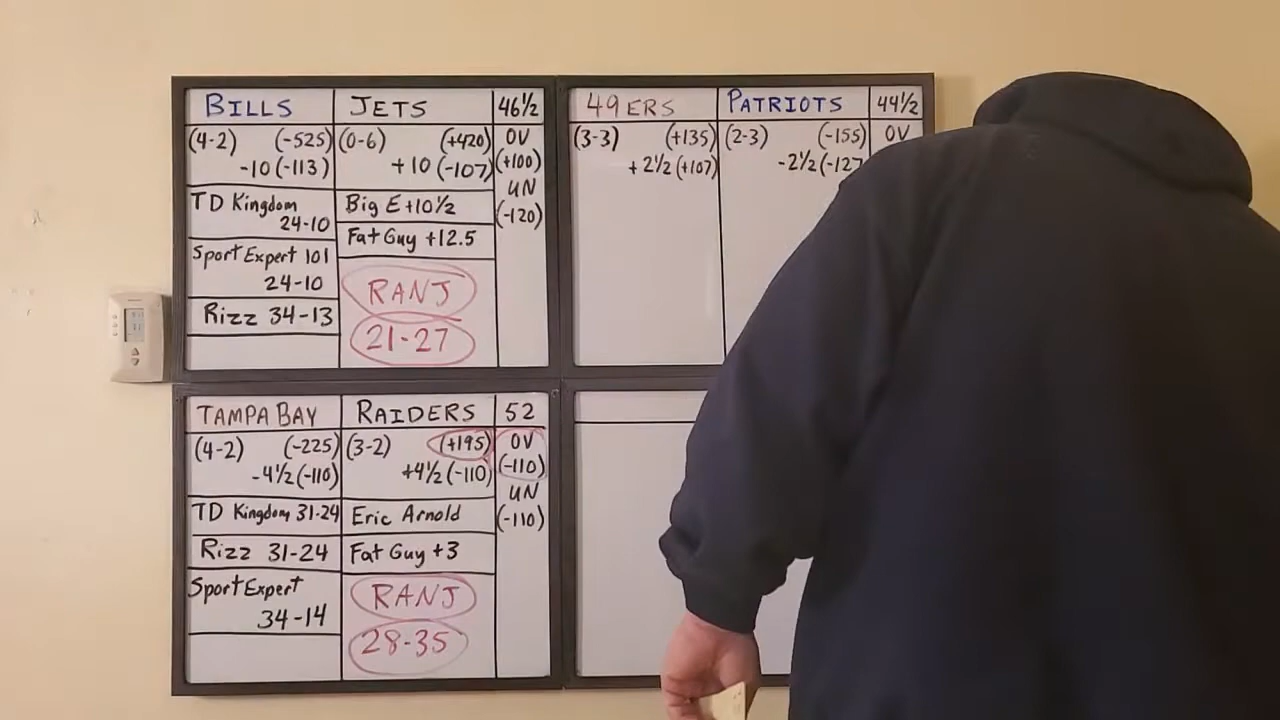 BILLS JETS 46½
(4-2) (-525) (0-6) (+420) OV
-10 (-113) +10 (-107) (+100)
UN
(-120)
TD Kingdom
24-10
Big E +10½
Fat Guy +12.5
Sport Expert 101
24-10
RANJ
Rizz 34-13
21-27
49ERS PATRIOTS 44½
(3-3) (+135) (2-3) (-155) OV
+2½ (+107) -2½ (-127
TAMPA BAY RAIDERS 52
(4-2) (-225) (3-2) (+195) OV
-4½ (-110) +4½ (-110) (-110)
UN
(-110)
TD Kingdom 31-24 Eric Arnold
Rizz 31-24 Fat Guy +3
Sport Expert
34-14
RANJ
28-35